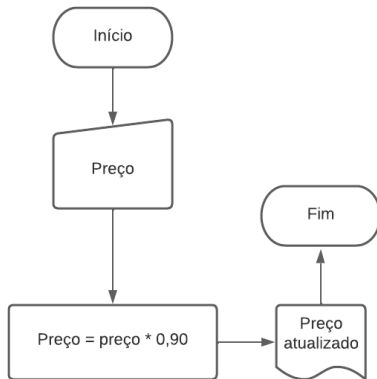 Início
Preço
Preço = preço * 0,90
Preço
atualizado
Fim